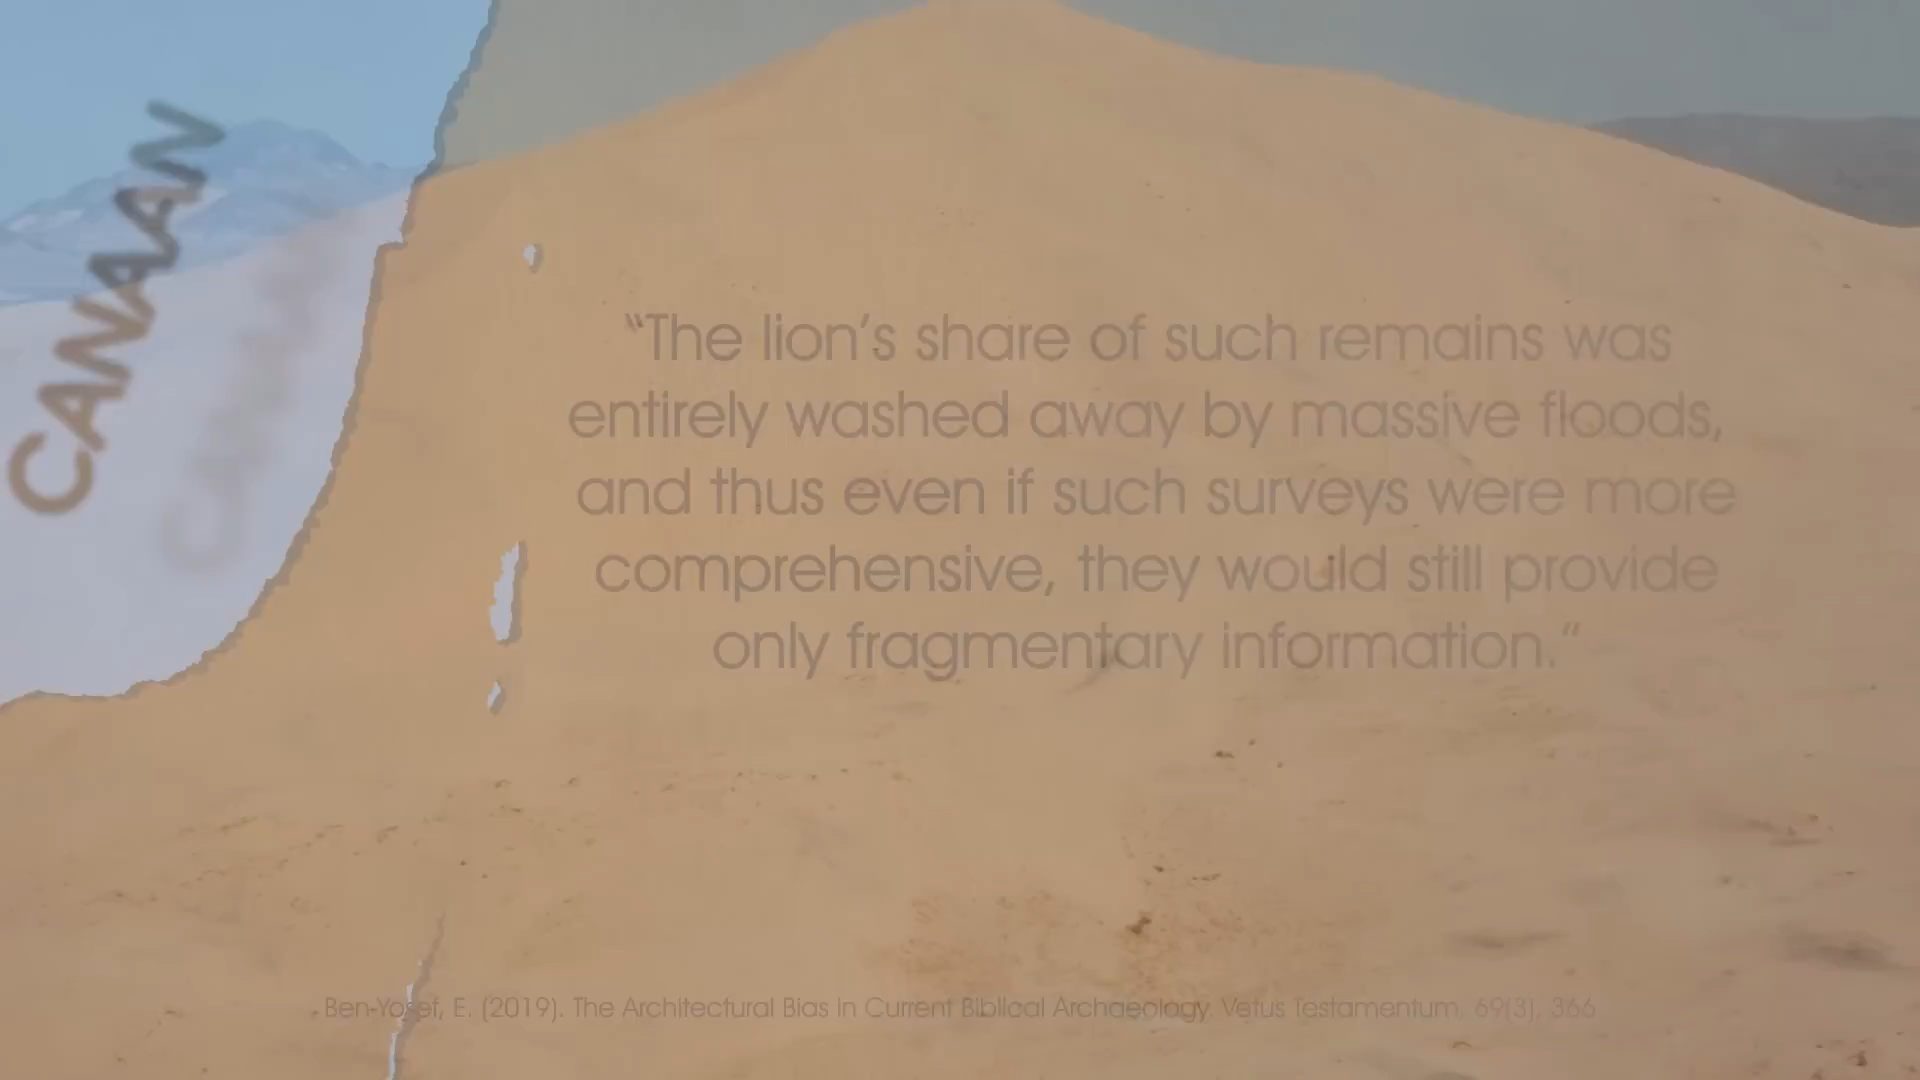 CANAAN
“The lion’s share of such remains was
entirely washed away by massive floods,
and thus even if such surveys were more
comprehensive, they would still provide
only fragmentary information.”
Ben-Yosef, E. (2019). The Architectural Bias in Current Biblical Archaeology. Vetus Testamentum, 69(3), 366